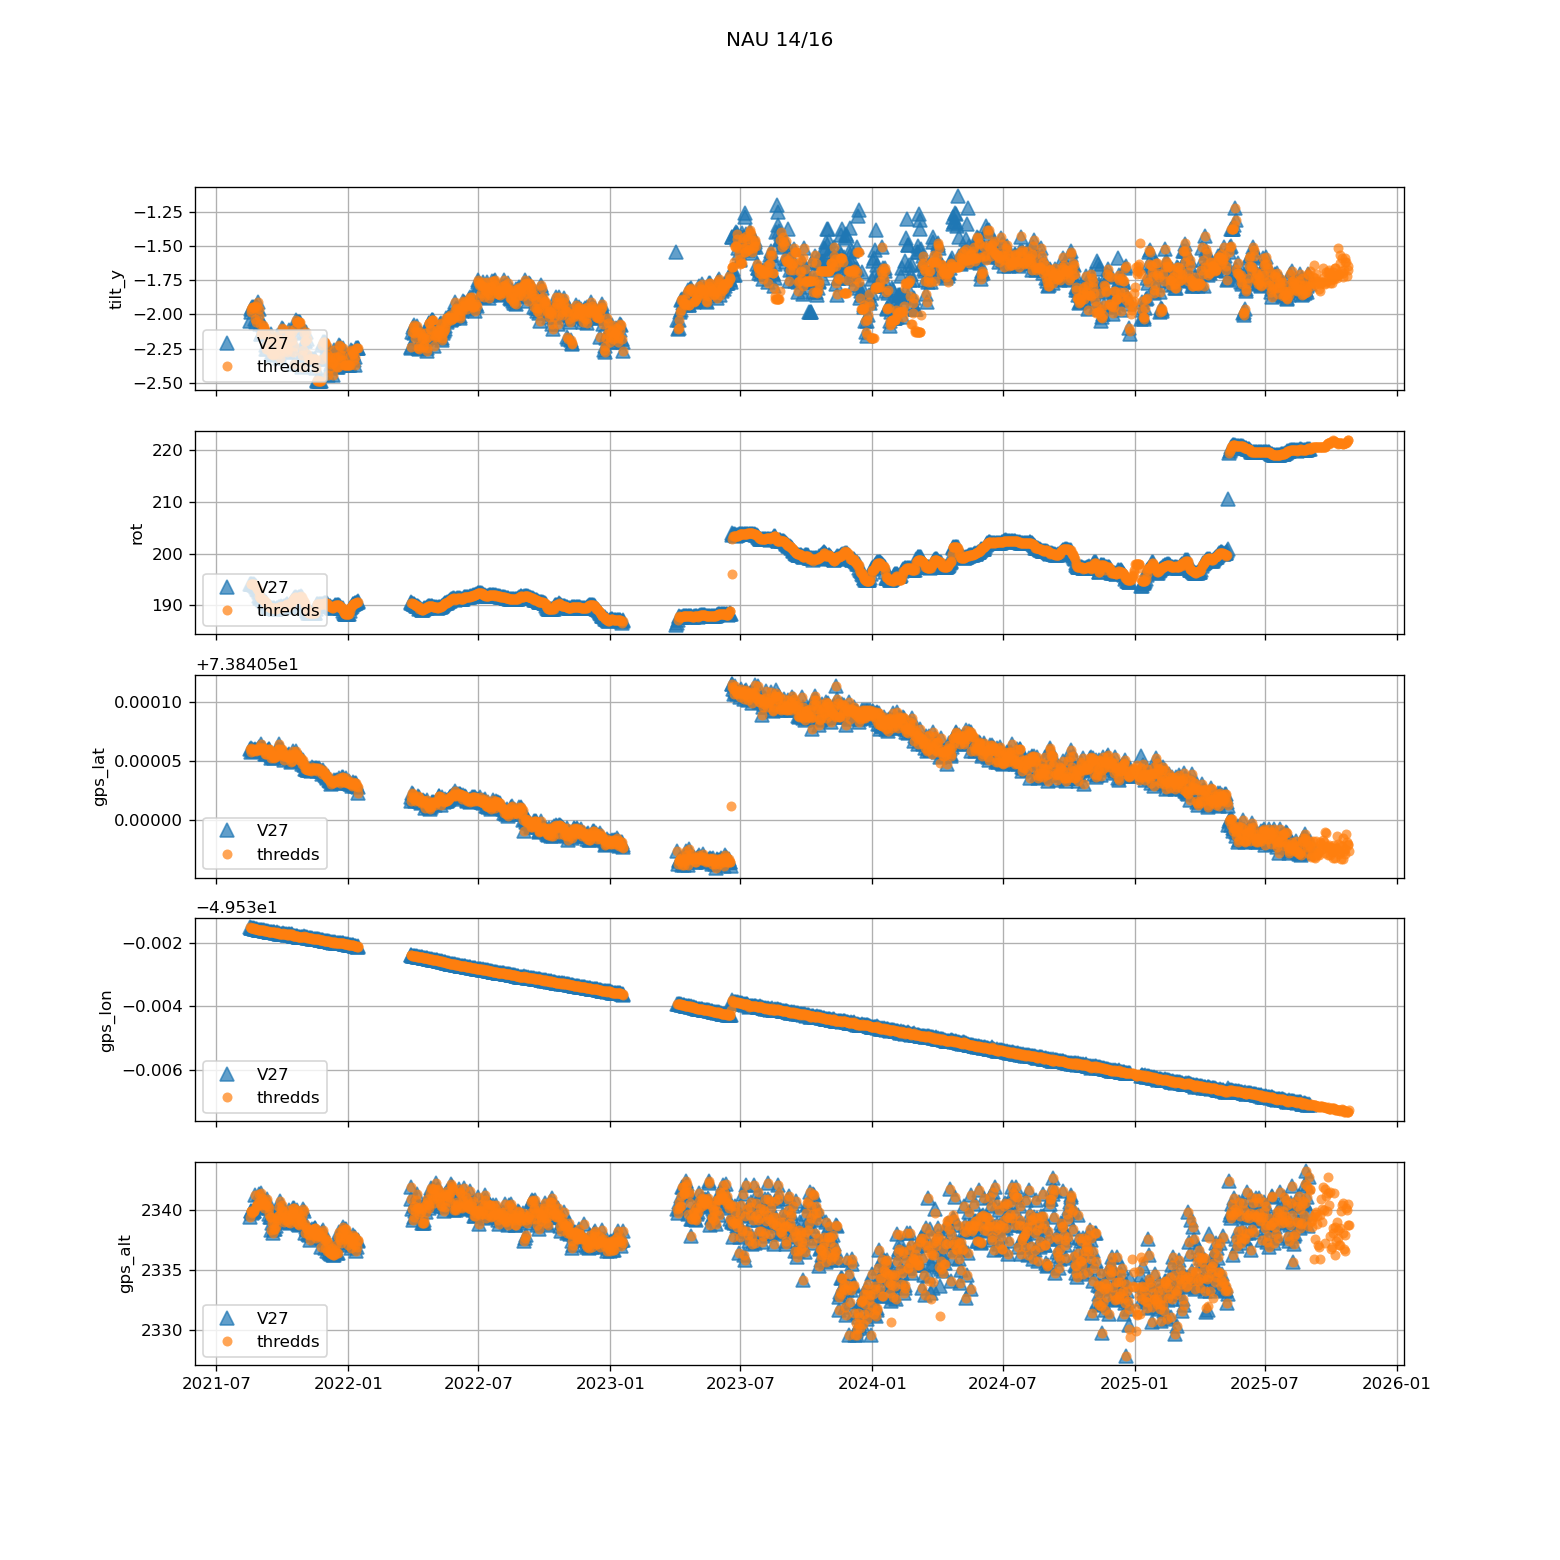 NAU 14/16
−1.25
−1.50
−1.75
−2.00
−2.25
−2.50
tilt_y
V27
thredds
220
210
200
190
rot
V27
thredds
+7.38405e1
0.00010
0.00005
0.00000
gps_lat
V27
thredds
−4.953e1
−0.002
−0.004
−0.006
gps_lon
V27
thredds
2340
2335
2330
gps_alt
V27
thredds
2021-07 2022-01 2022-07 2023-01 2023-07 2024-01 2024-07 2025-01 2025-07 2026-01